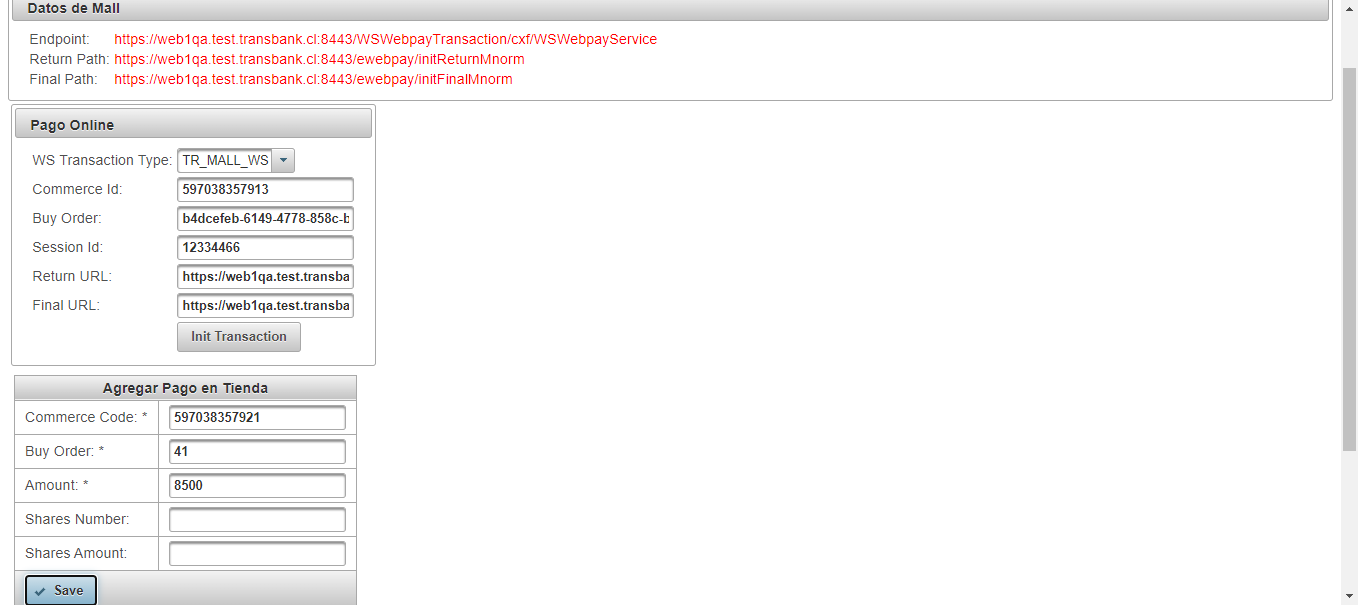 Datos de Mall
Endpoint: https://web1qa.test.transbank.cl:8443/WSWebpayTransaction/cxf/WSWebpayService
Return Path: https://web1qa.test.transbank.cl:8443/ewebpay/initReturnMnorm
Final Path: https://web1qa.test.transbank.cl:8443/ewebpay/initFinalMnorm
Pago Online
WS Transaction Type: TR_MALL_WS
Commerce Id: 597038357913
Buy Order: b4dcefeb-6149-4778-858c-b
Session Id: 12334466
Return URL: https://web1qa.test.transba
Final URL: https://web1qa.test.transba
Init Transaction
Agregar Pago en Tienda
Commerce Code: * 597038357921
Buy Order: * 41
Amount: * 8500
Shares Number:
Shares Amount:
Save